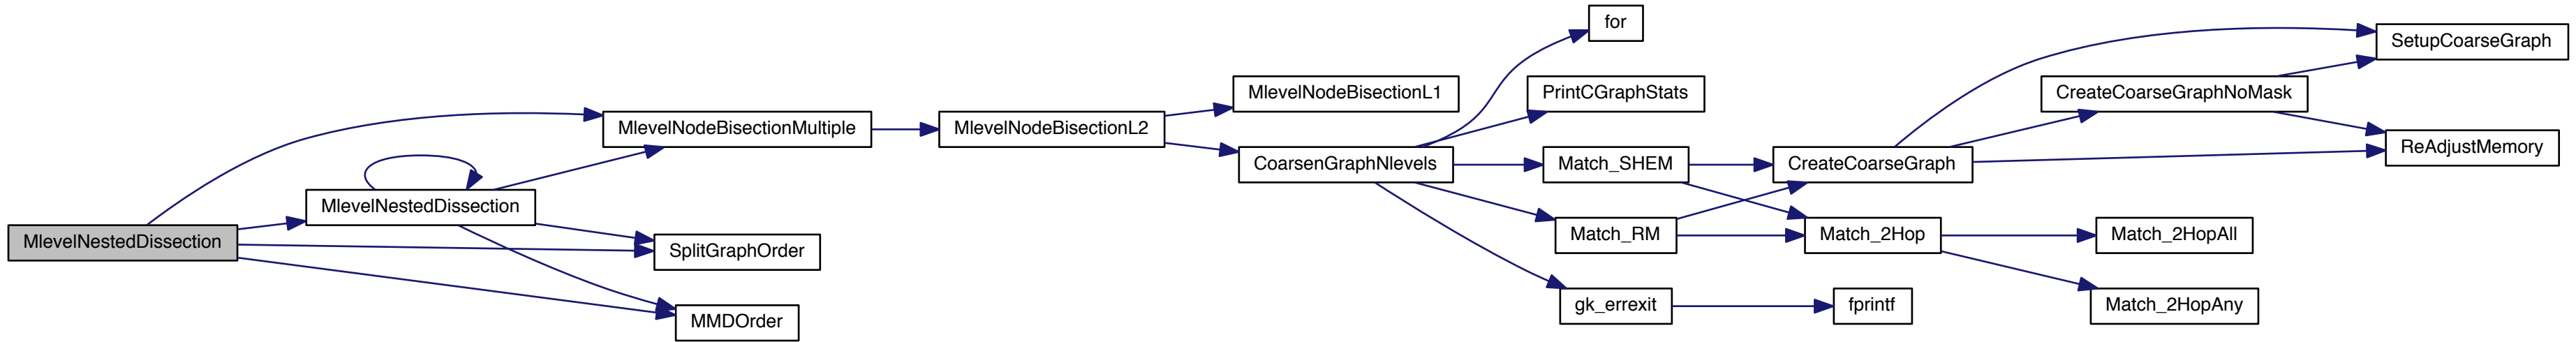 for
SetupCoarseGraph
MlevelNodeBisectionL1
PrintCGraphStats
CreateCoarseGraphNoMask
MlevelNodeBisectionMultiple
MlevelNodeBisectionL2
ReAdjustMemory
CoarsenGraphNlevels
Match_SHEM
CreateCoarseGraph
MlevelNestedDissection
MlevelNestedDissection
Match_RM
Match_2Hop
Match_2HopAll
SplitGraphOrder
gk_errexit
fprintf
Match_2HopAny
MMDOrder